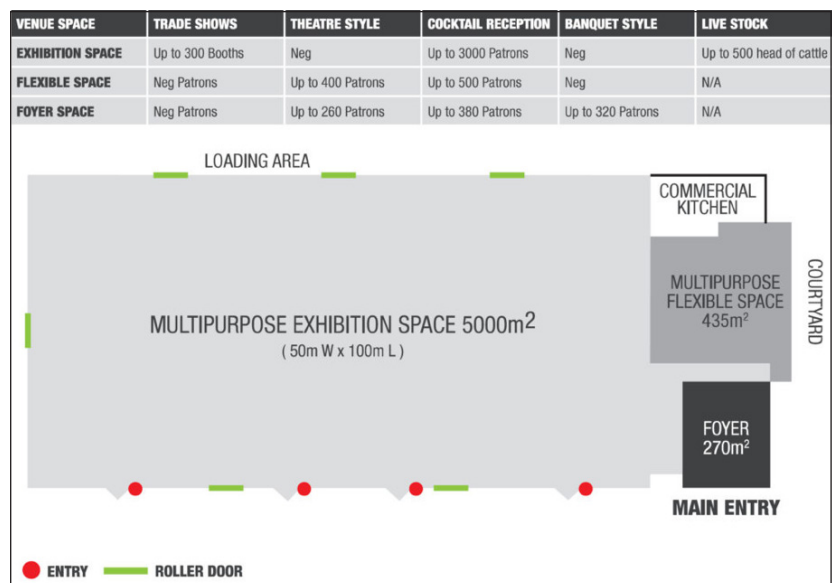 VENUE SPACE TRADE SHOWS THEATRE STYLE COCKTAIL RECEPTION BANQUET STYLE LIVE STOCK
EXHIBITION SPACE Up to 300 Booths Neg Up to 3000 Patrons Neg Up to 500 head of cattle
FLEXIBLE SPACE Neg Patrons Up to 400 Patrons Up to 500 Patrons Neg N/A
FOYER SPACE Neg Patrons Up to 260 Patrons Up to 380 Patrons Up to 320 Patrons N/A
LOADING AREA
COMMERCIAL
KITCHEN
MULTIPURPOSE
FLEXIBLE SPACE
435m²
COURTYARD
MULTIPURPOSE EXHIBITION SPACE 5000m²
( 50m W x 100m L )
FOYER
270m²
MAIN ENTRY
ENTRY ROLLER DOOR